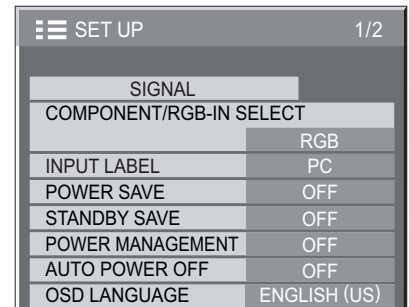 SET UP 1/2
SIGNAL
COMPONENT/RGB-IN SELECT
RGB
INPUT LABEL PC
POWER SAVE OFF
STANDBY SAVE OFF
POWER MANAGEMENT OFF
AUTO POWER OFF OFF
OSD LANGUAGE ENGLISH (US)